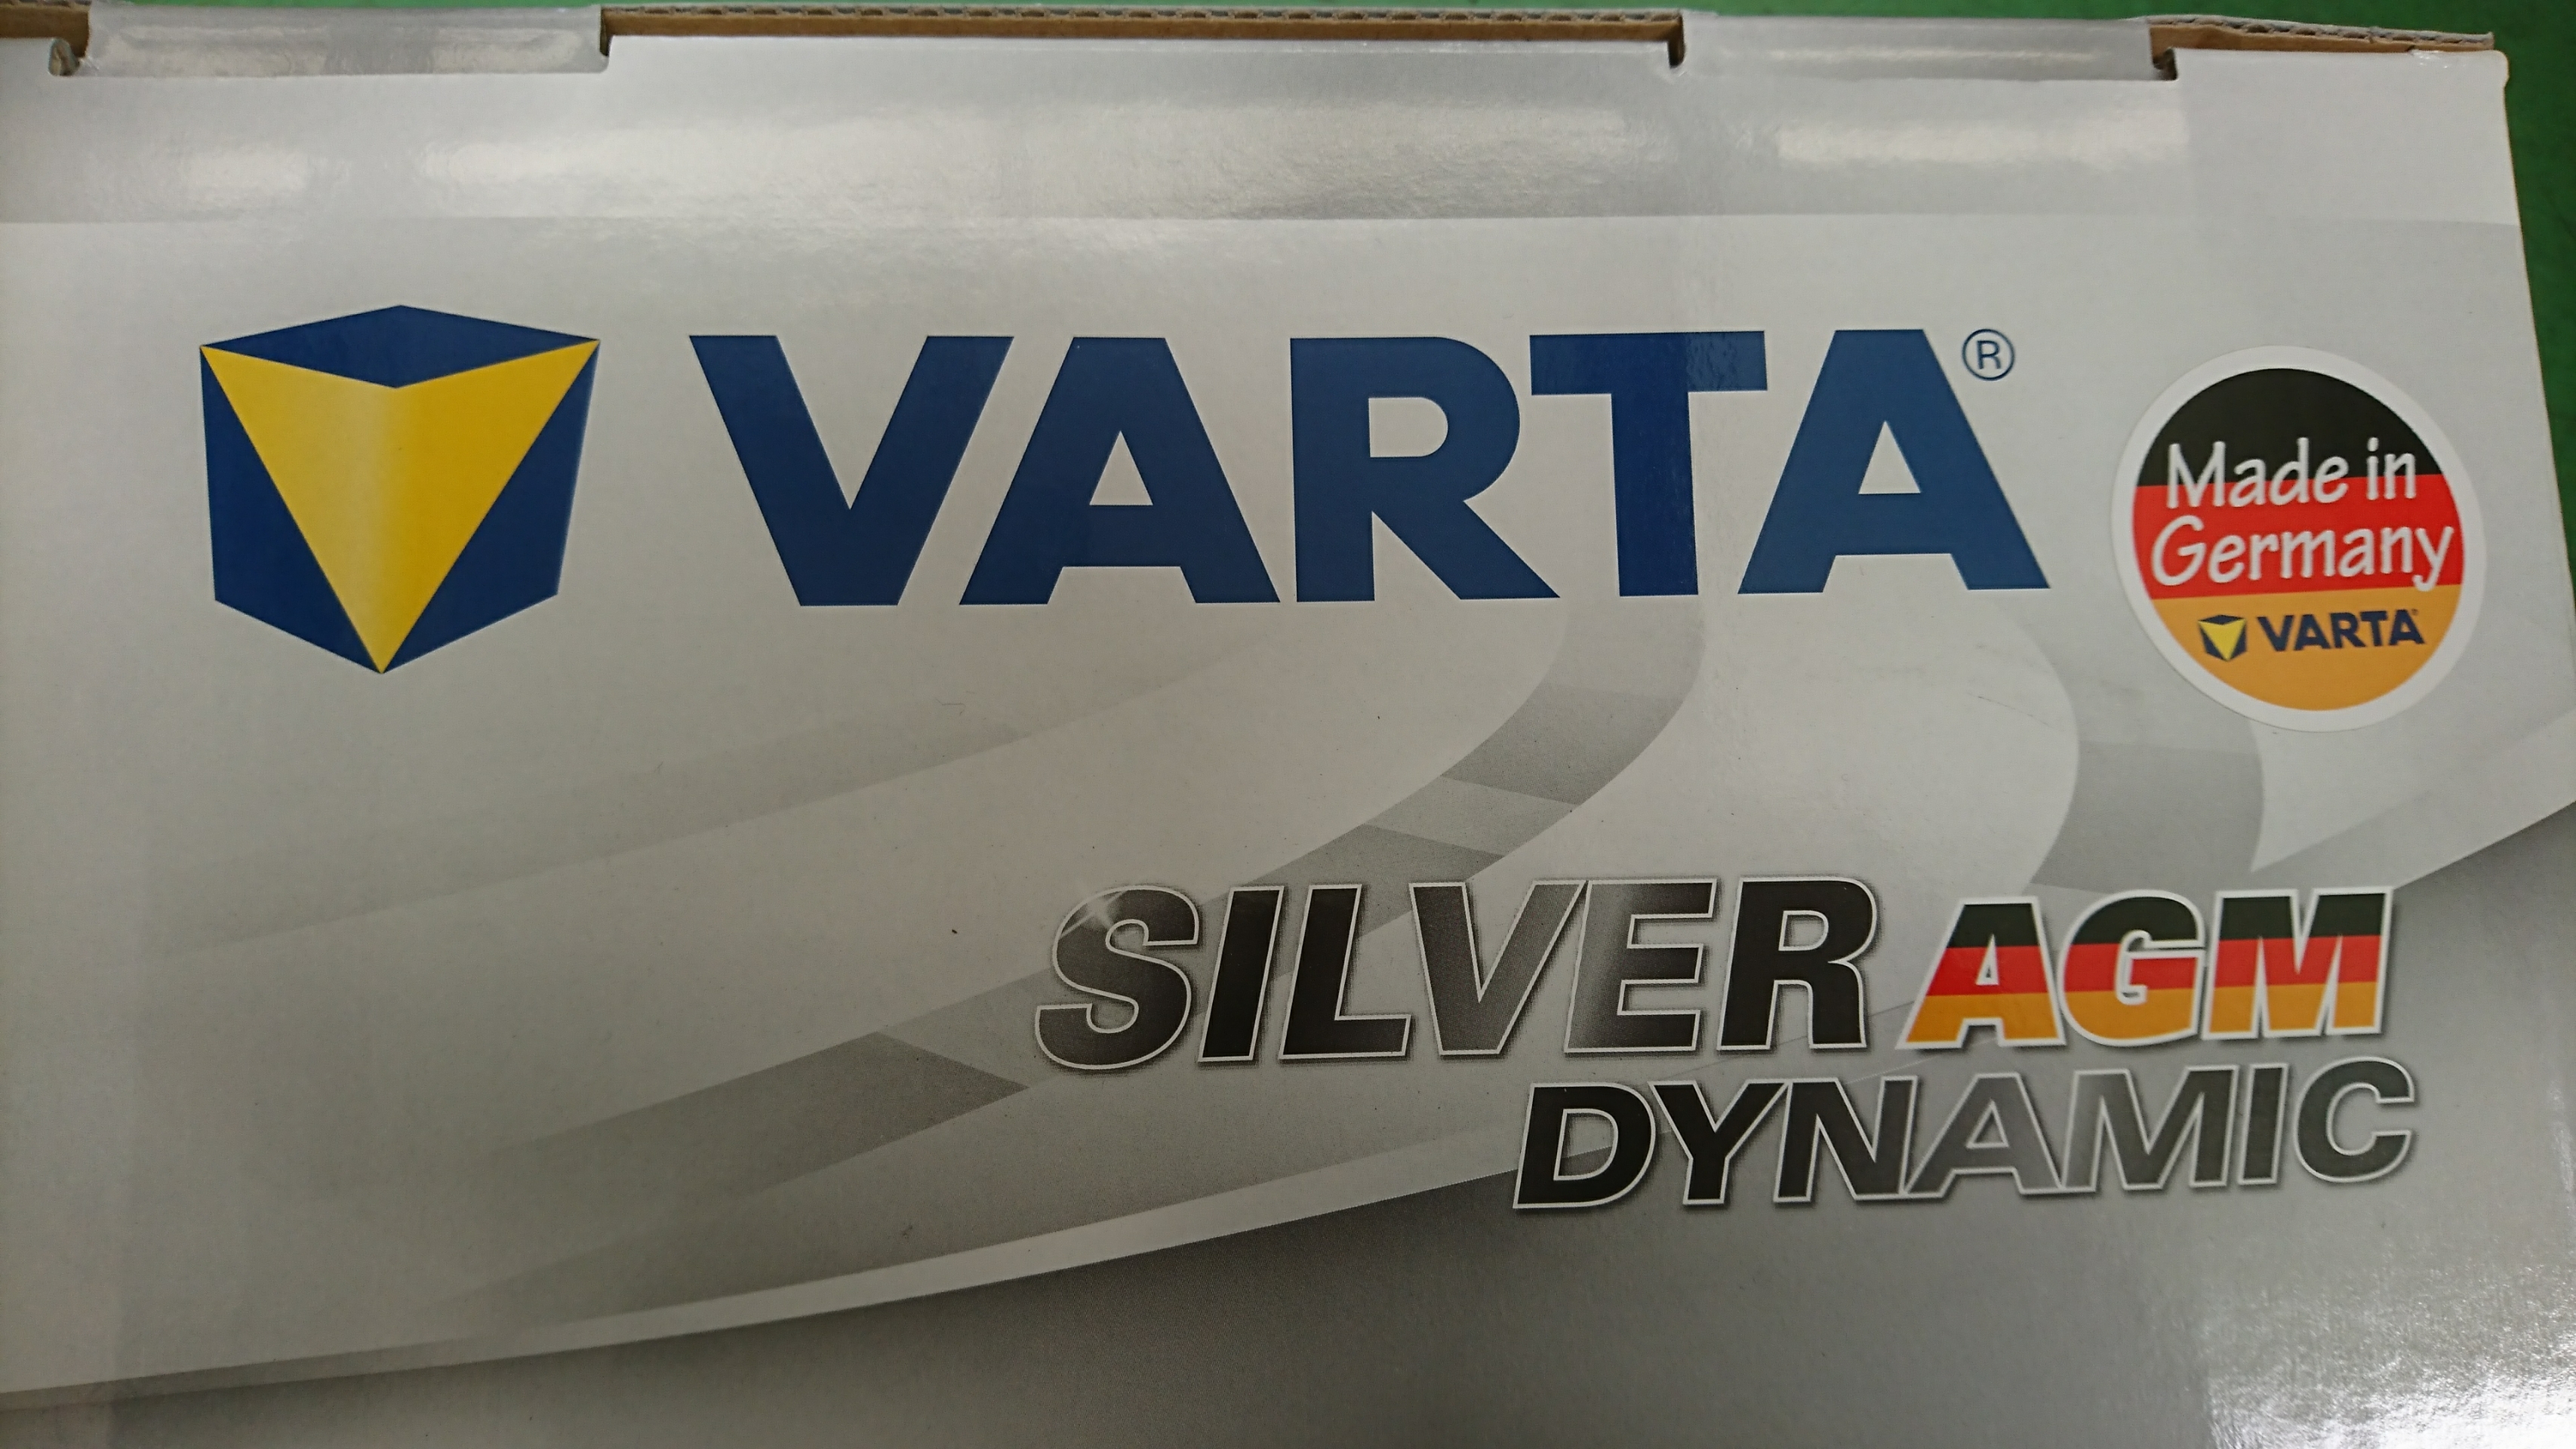 VARTA®
Made in
Germany
VARTA
SILVER AGM
DYNAMIC